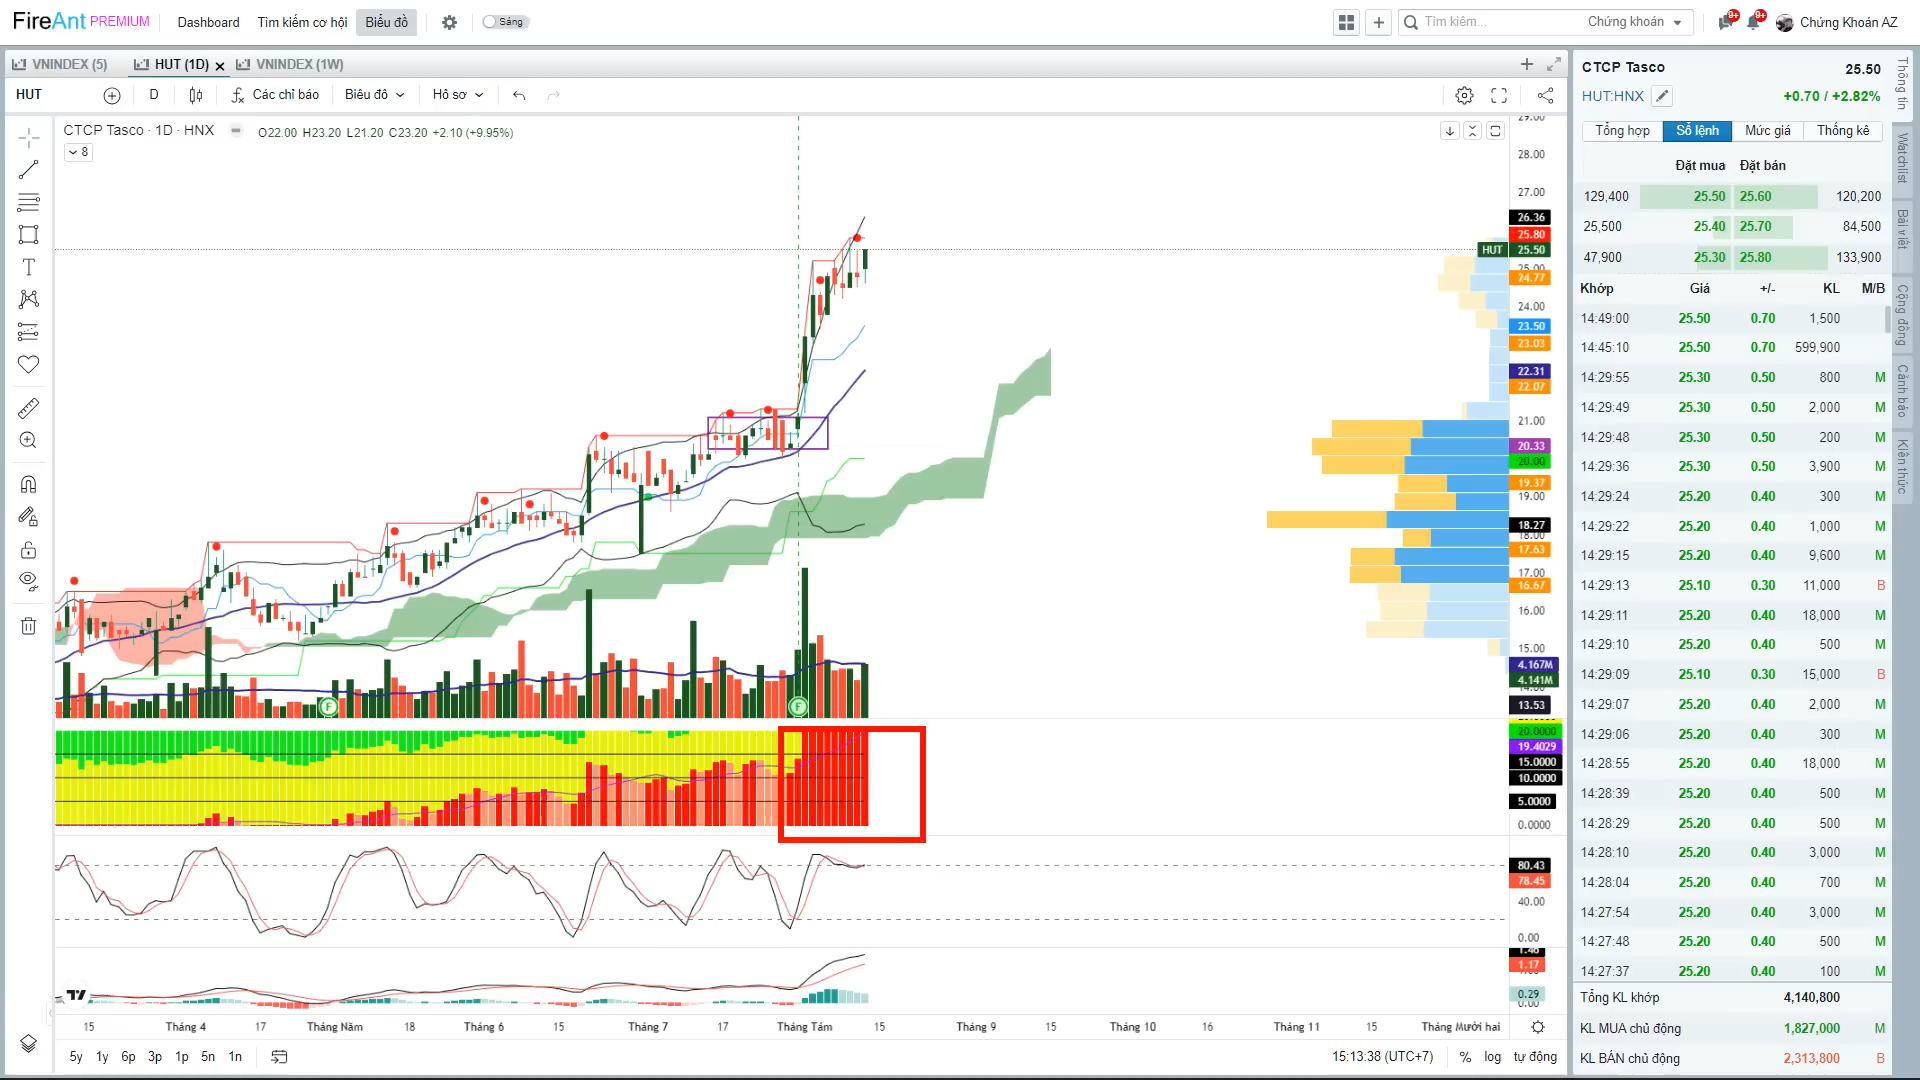 FireAnt PREMIUM Dashboard Tìm kiếm cơ hội Biểu đồ Sáng Tìm kiếm... Chứng khoán 9+ 9+ Chứng Khoán AZ
VNINDEX (5) HUT (1D) VNINDEX (1W)
HUT D Các chỉ báo Biểu đồ Hồ sơ
CTCP Tasco · 1D · HNX O22.00 H23.20 L21.20 C23.20 +2.10 (+9.95%)
8
29.00
28.00
27.00
26.36
25.80
HUT 25.50
25.00
24.77
24.00
23.50
23.03
22.31
22.07
21.00
20.33
20.00
19.37
19.00
18.27
18.00
17.63
17.00
16.67
16.00
15.00
4.167M
4.141M
14.00
13.53
F F
20.0000
19.4029
15.0000
10.0000
5.0000
0.0000
80.43
78.45
40.00
0.00
1.46
1.17
0.29
0.00
15 Tháng 4 17 Tháng Năm 18 Tháng 6 15 Tháng 7 17 Tháng Tám 15 Tháng 9 15 Tháng 10 16 Tháng 11 15 Tháng Mười hai
5y 1y 6p 3p 1p 5n 1n 15:13:38 (UTC+7) % log tự động
CTCP Tasco 25.50
HUT:HNX +0.70 / +2.82%
Tổng hợp Sổ lệnh Mức giá Thống kê
Đặt mua Đặt bán
129,400 25.50 25.60 120,200
25,500 25.40 25.70 84,500
47,900 25.30 25.80 133,900
Khớp Giá +/- KL M/B
14:49:00 25.50 0.70 1,500
14:45:10 25.50 0.70 599,900
14:29:55 25.30 0.50 800 M
14:29:49 25.30 0.50 2,000 M
14:29:48 25.30 0.50 200 M
14:29:36 25.30 0.50 3,900 M
14:29:24 25.20 0.40 300 M
14:29:22 25.20 0.40 1,000 M
14:29:15 25.20 0.40 9,600 M
14:29:13 25.10 0.30 11,000 B
14:29:11 25.20 0.40 18,000 M
14:29:10 25.20 0.40 500 M
14:29:09 25.10 0.30 15,000 B
14:29:07 25.20 0.40 2,000 M
14:29:06 25.20 0.40 300 M
14:28:55 25.20 0.40 18,000 M
14:28:39 25.20 0.40 500 M
14:28:29 25.20 0.40 500 M
14:28:10 25.20 0.40 3,000 M
14:28:04 25.20 0.40 700 M
14:27:54 25.20 0.40 3,000 M
14:27:48 25.20 0.40 500 M
14:27:37 25.20 0.40 100 M
Tổng KL khớp 4,140,800
KL MUA chủ động 1,827,000 M
KL BÁN chủ động 2,313,800 B
Thông tin
Watchlist
Bài viết
Cộng đồng
Cảnh báo
Kiến thức